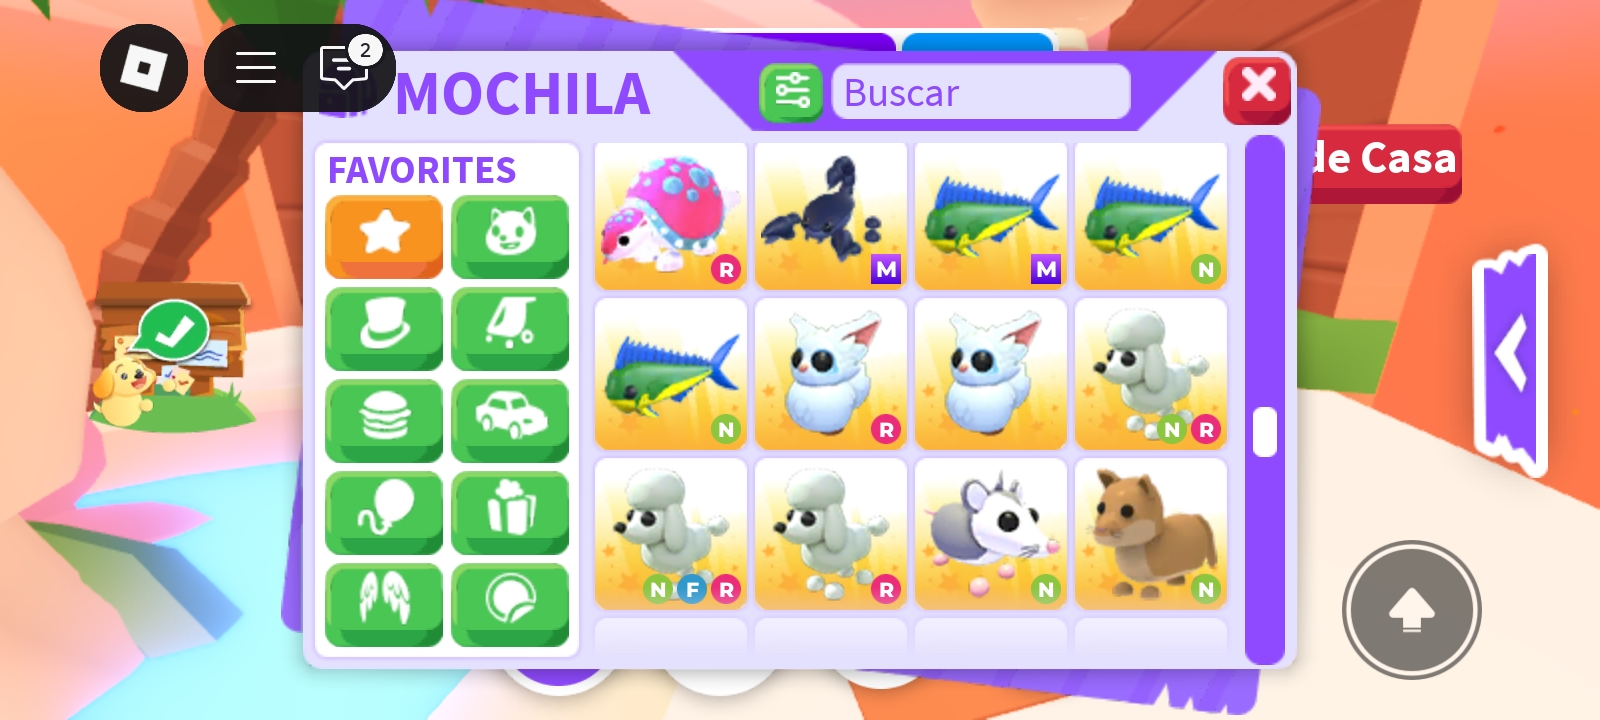 2
MOCHILA
Buscar
FAVORITES
de Casa
R
M
M
N
N
R
N R
N F R
R
N
N